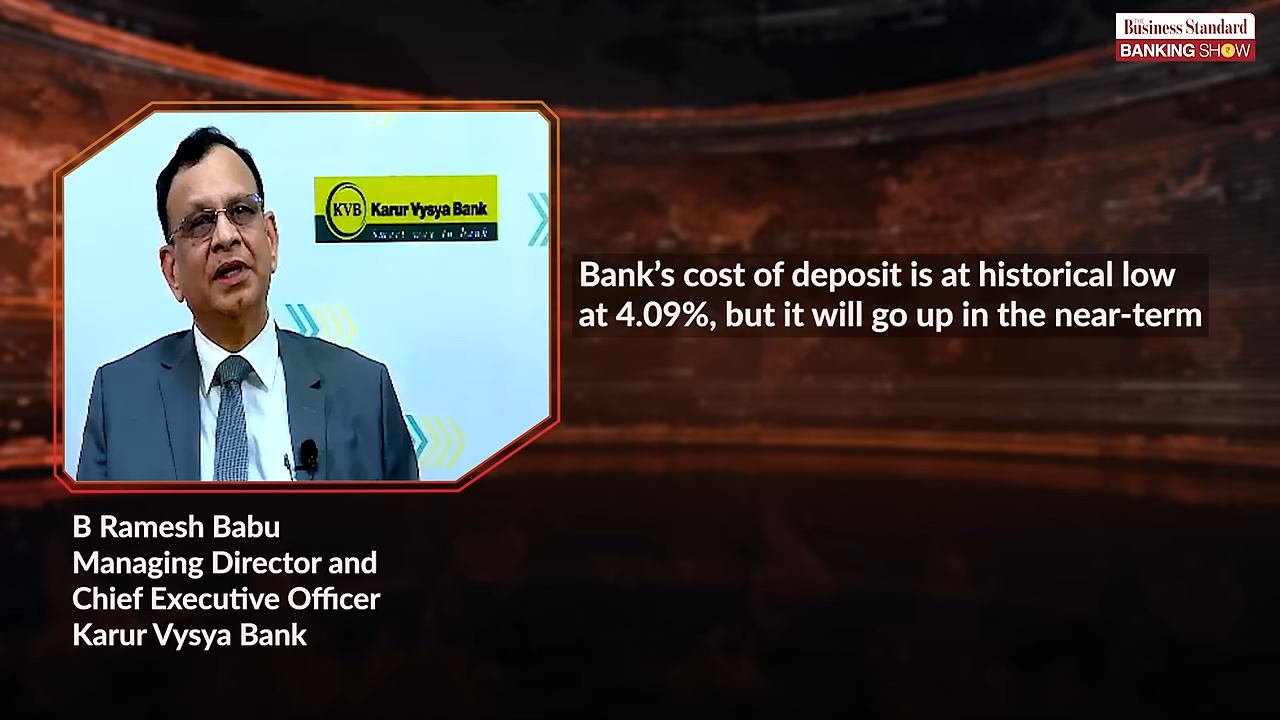 THE
Business Standard
BANKING SHOW
KVB Karur Vysya Bank
Smart way to bank
Bank's cost of deposit is at historical low
at 4.09%, but it will go up in the near-term
B Ramesh Babu
Managing Director and
Chief Executive Officer
Karur Vysya Bank